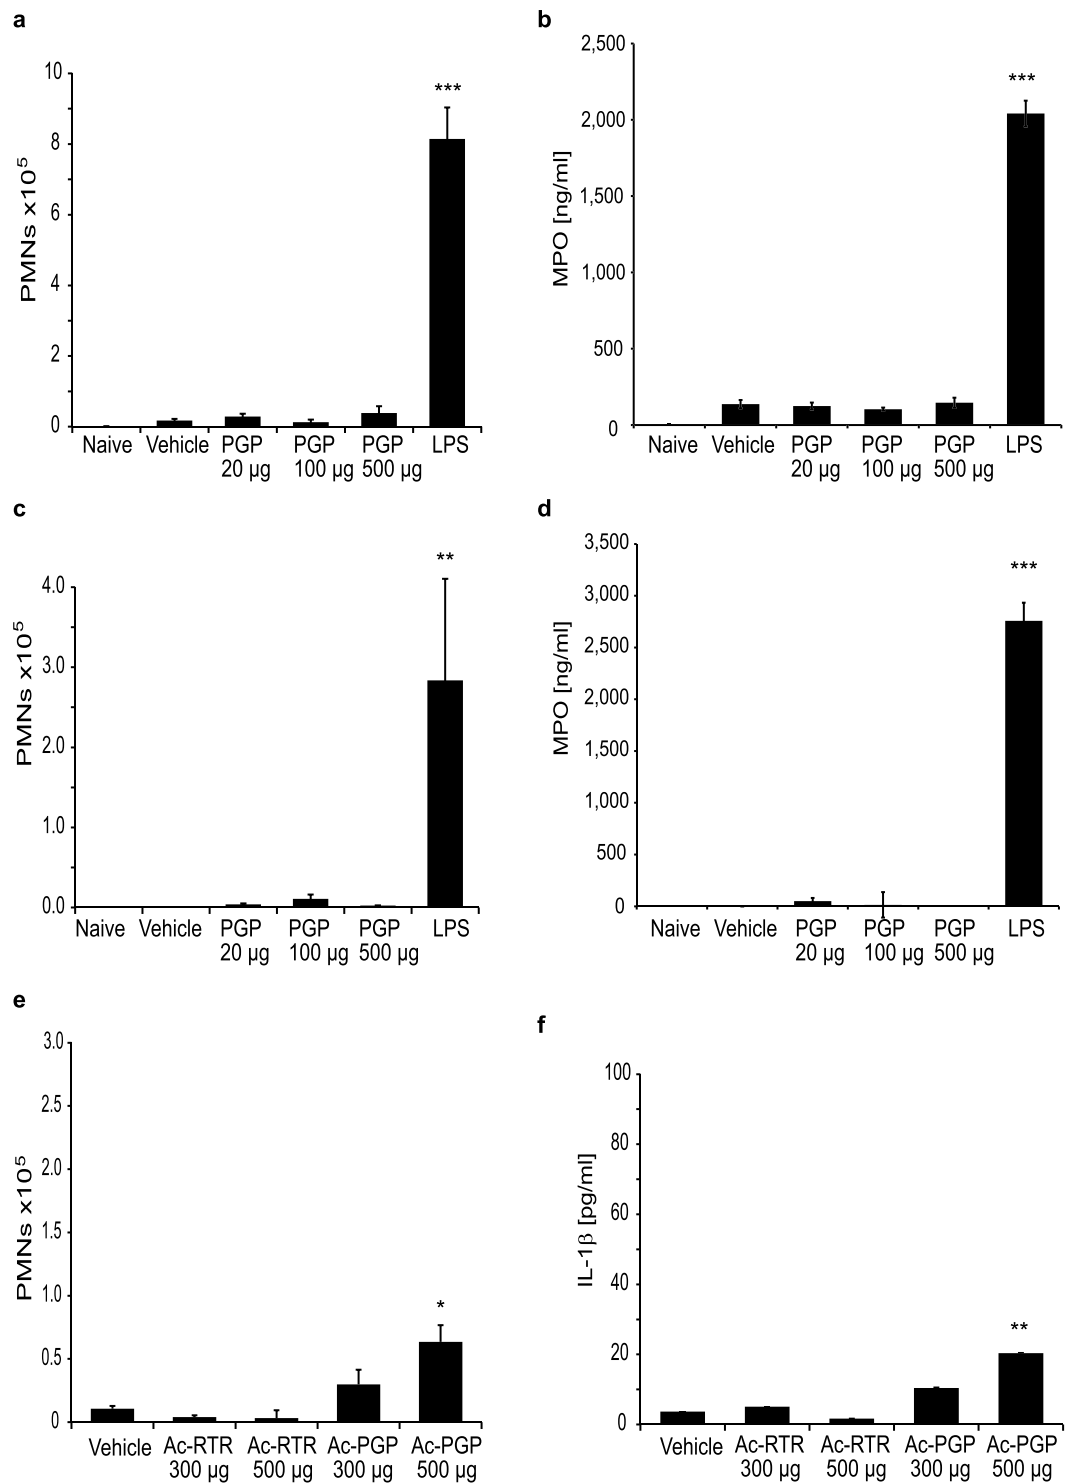 a
PMNs x10⁵
10
8
6
4
2
0
***
Naive Vehicle PGP PGP PGP LPS
20 µg 100 µg 500 µg
b
MPO [ng/ml]
2,500
2,000
1,500
1,000
500
0
***
Naive Vehicle PGP PGP PGP LPS
20 µg 100 µg 500 µg
c
PMNs x10⁵
4.0
3.0
2.0
1.0
0.0
**
Naive Vehicle PGP PGP PGP LPS
20 µg 100 µg 500 µg
d
MPO [ng/ml]
3,500
3,000
2,500
2,000
1,500
1,000
500
0
***
Naive Vehicle PGP PGP PGP LPS
20 µg 100 µg 500 µg
e
PMNs x10⁵
3.0
2.5
2.0
1.5
1.0
0.5
0
*
Vehicle Ac-RTR Ac-RTR Ac-PGP Ac-PGP
300 µg 500 µg 300 µg 500 µg
f
IL-1β [pg/ml]
100
80
60
40
20
0
**
Vehicle Ac-RTR Ac-RTR Ac-PGP Ac-PGP
300 µg 500 µg 300 µg 500 µg